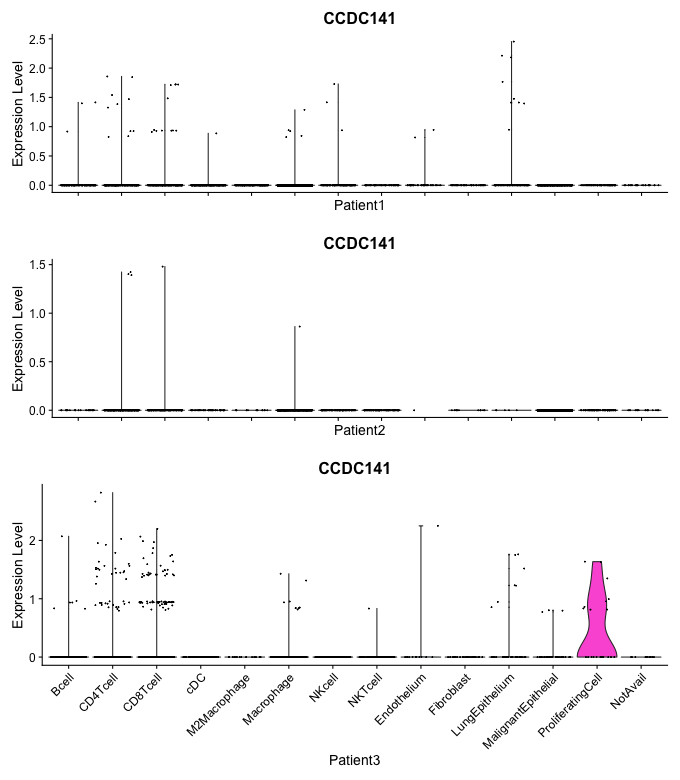 CCDC141
Expression Level
2.5
2.0
1.5
1.0
0.5
0.0
Patient1
CCDC141
Expression Level
1.5
1.0
0.5
0.0
Patient2
CCDC141
Expression Level
2
1
0
Bcell
CD4Tcell
CD8Tcell
cDC
M2Macrophage
Macrophage
NKcell
NKTcell
Endothelium
Fibroblast
LungEpithelium
MalignantEpithelial
ProliferatingCell
NotAvail
Patient3